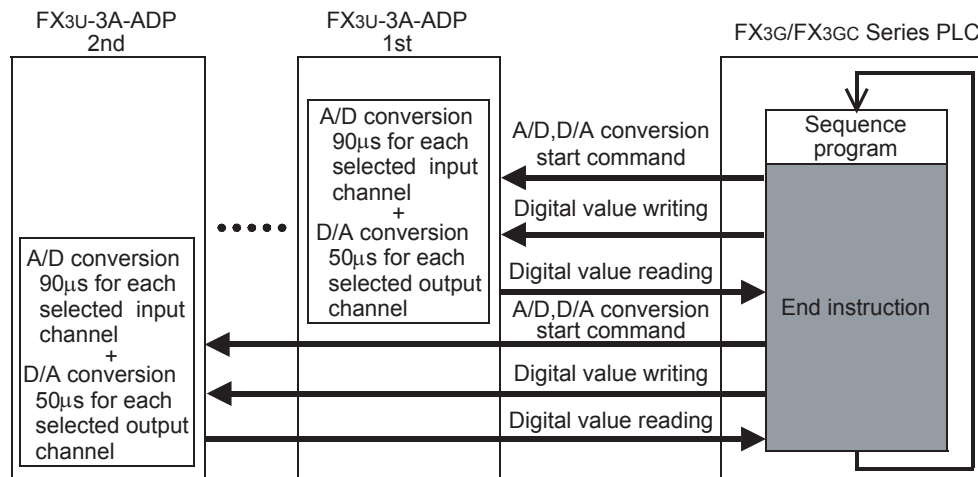 FX3U-3A-ADP
2nd
FX3U-3A-ADP
1st
FX3G/FX3GC Series PLC
A/D conversion
90μs for each
selected input
channel
+
D/A conversion
50μs for each
selected output
channel
A/D conversion
90μs for each
selected input
channel
+
D/A conversion
50μs for each
selected output
channel
A/D,D/A conversion
start command
Digital value writing
Digital value reading
A/D,D/A conversion
start command
Digital value writing
Digital value reading
Sequence
program
End instruction